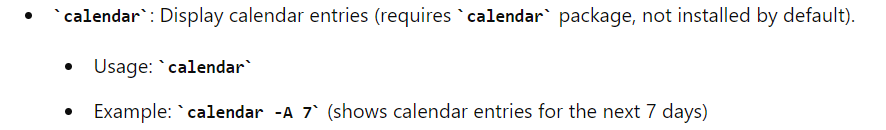 • `calendar`: Display calendar entries (requires `calendar` package, not installed by default).
• Usage: `calendar`
• Example: `calendar -A 7` (shows calendar entries for the next 7 days)